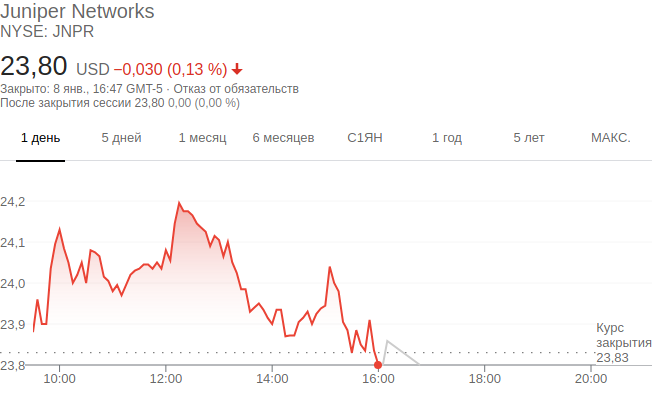 Juniper Networks
NYSE: JNPR
23,80 USD −0,030 (0,13 %)
Закрыто: 8 янв., 16:47 GMT-5 · Отказ от обязательств
После закрытия сессии 23,80 0,00 (0,00 %)
1 день 5 дней 1 месяц 6 месяцев С1ЯН 1 год 5 лет МАКС.
24,2
24,1
24,0
23,9
Курс
закрытия
23,83
23,8
10:00 12:00 14:00 16:00 18:00 20:00